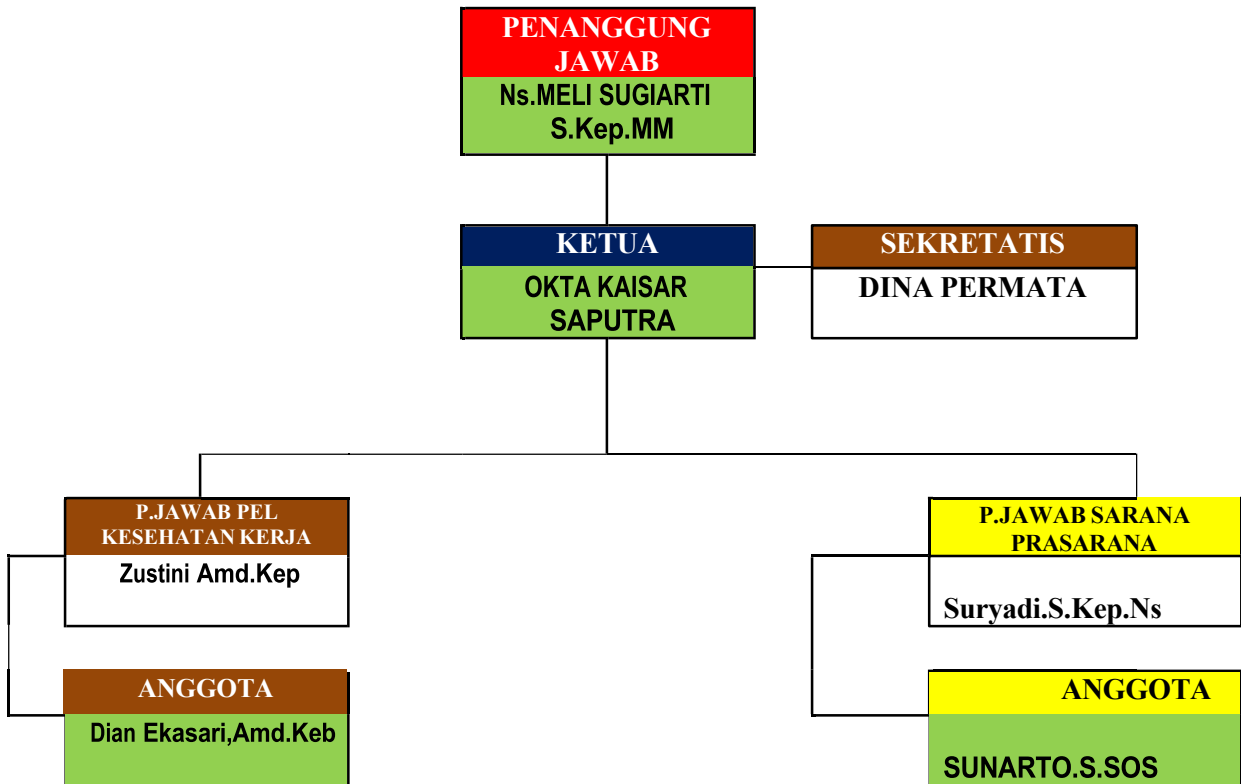 PENANGGUNG
JAWAB
Ns.MELI SUGIARTI
S.Kep.MM
KETUA
OKTA KAISAR
SAPUTRA
SEKRETATIS
DINA PERMATA
P.JAWAB PEL
KESEHATAN KERJA
Zustini Amd.Kep
P.JAWAB SARANA
PRASARANA
Suryadi.S.Kep.Ns
ANGGOTA
Dian Ekasari,Amd.Keb
ANGGOTA
SUNARTO.S.SOS